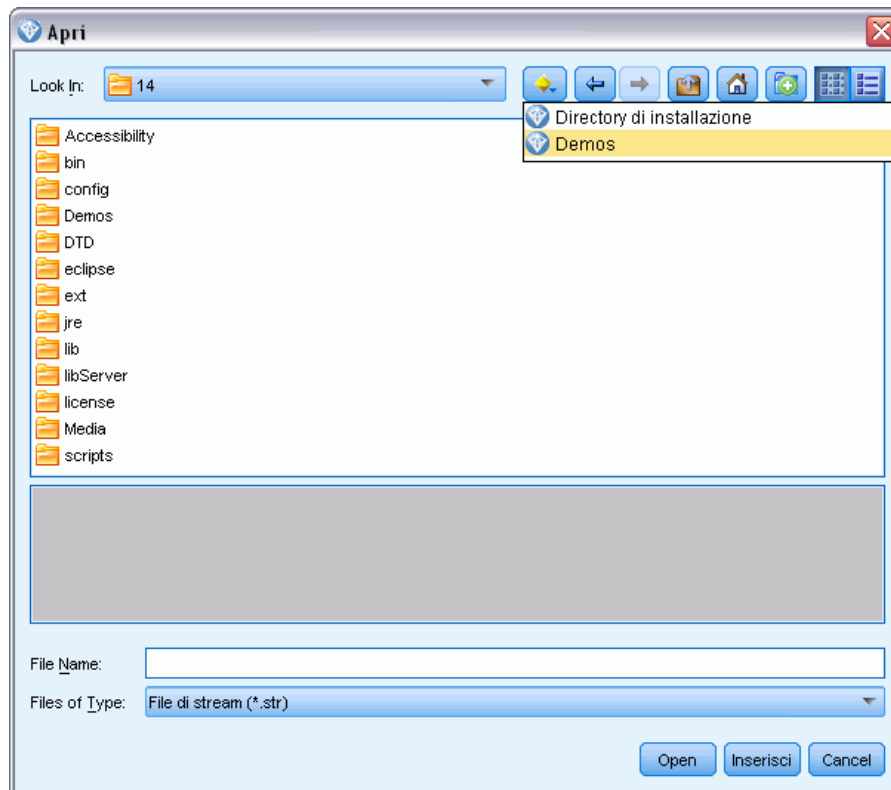 Apri
Look In: 14
Directory di installazione
Demos
Accessibility
bin
config
Demos
DTD
eclipse
ext
jre
lib
libServer
license
Media
scripts
File Name:
Files of Type: File di stream (*.str)
Open Inserisci Cancel